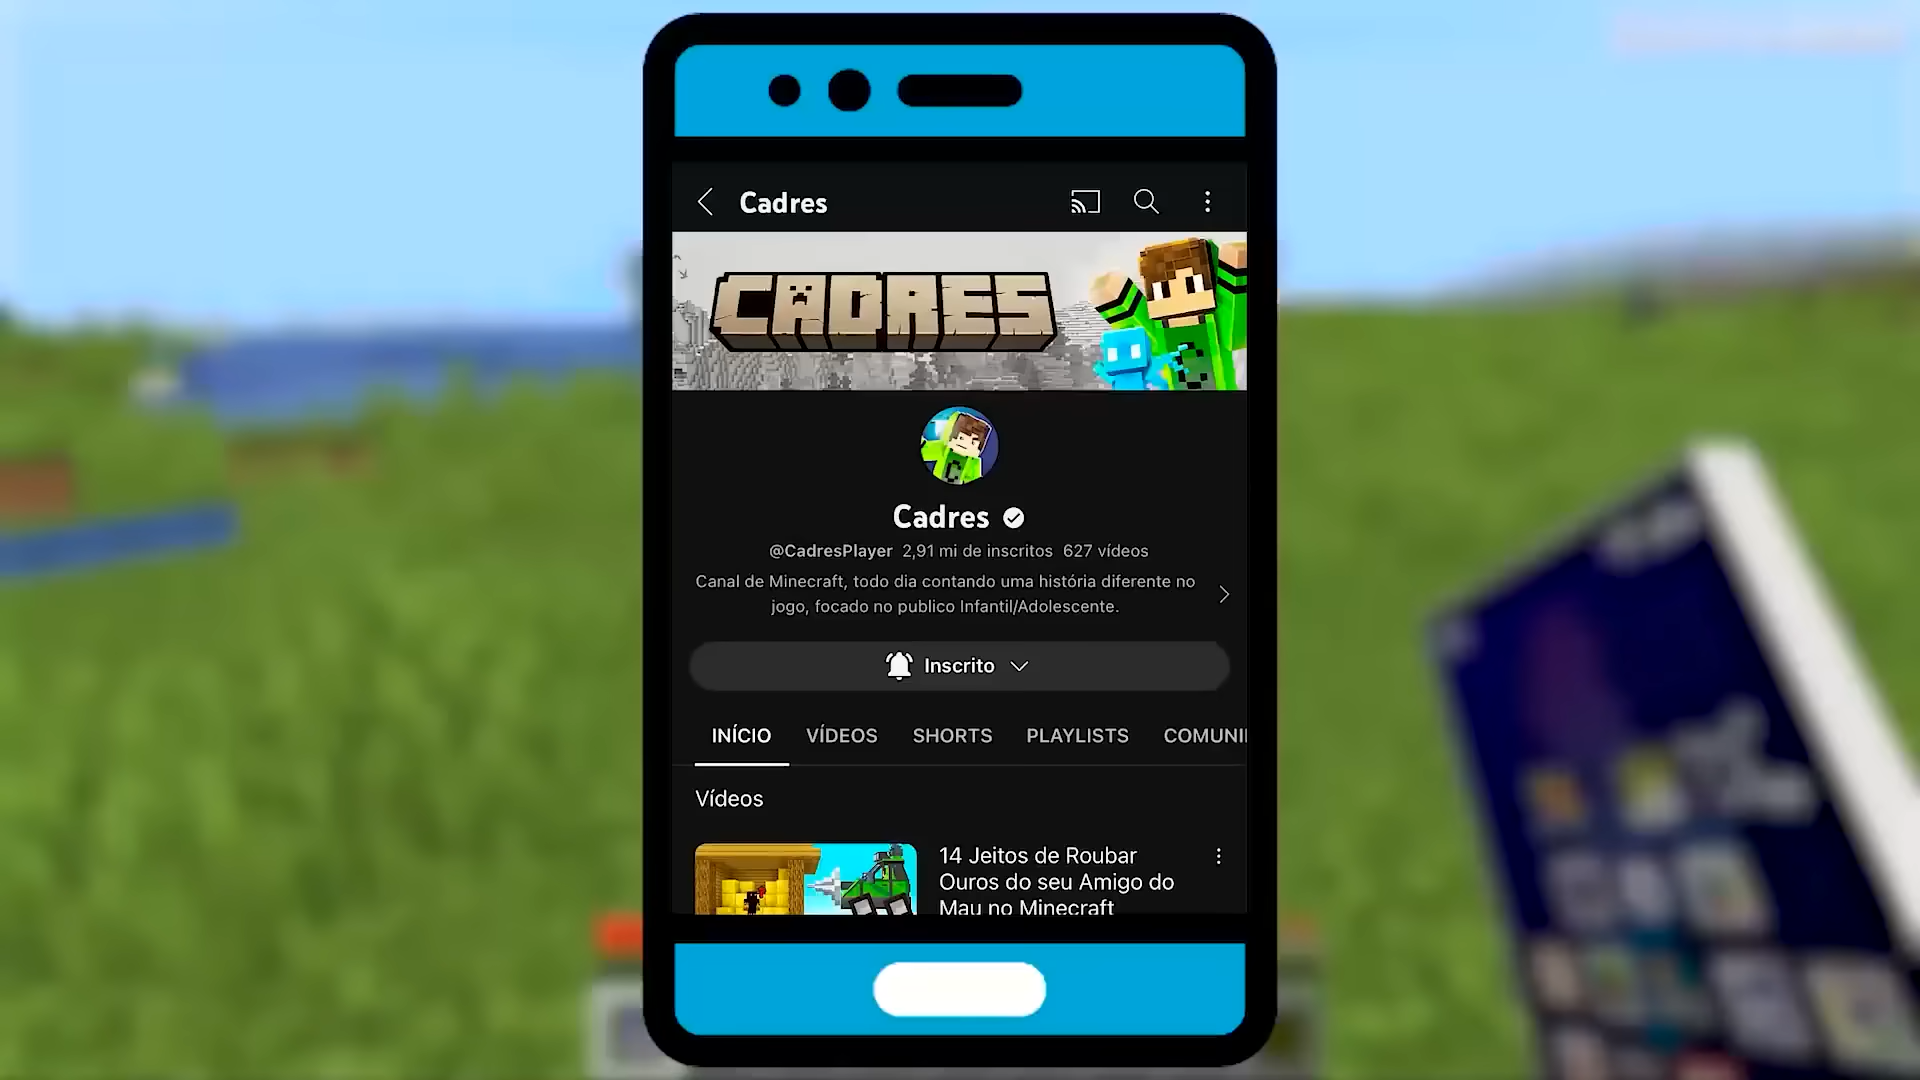 Cadres
CADRES
Cadres
@CadresPlayer 2,91 mi de inscritos 627 vídeos
Canal de Minecraft, todo dia contando uma história diferente no
jogo, focado no publico Infantil/Adolescente.
Inscrito
INÍCIO VÍDEOS SHORTS PLAYLISTS COMUNI
Vídeos
14 Jeitos de Roubar
Ouros do seu Amigo do
Mau no Minecraft